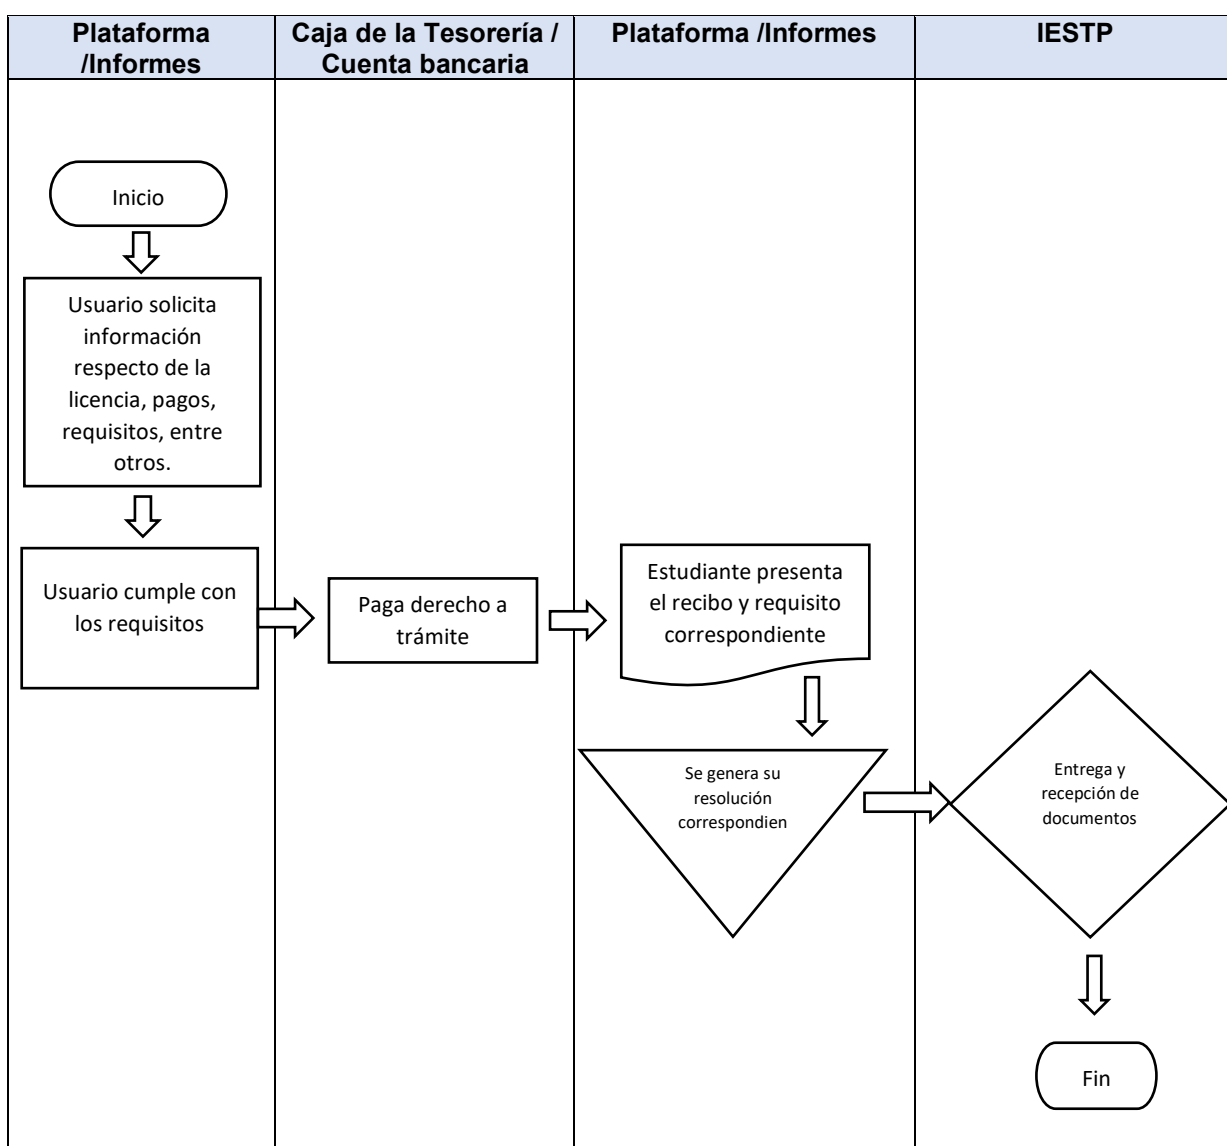 Plataforma
/Informes
Caja de la Tesorería /
Cuenta bancaria
Plataforma /Informes
IESTP
Inicio
Usuario solicita
información
respecto de la
licencia, pagos,
requisitos, entre
otros.
Usuario cumple con
los requisitos
Paga derecho a
trámite
Estudiante presenta
el recibo y requisito
correspondiente
Se genera su
resolución
correspondien
Entrega y
recepción de
documentos
Fin